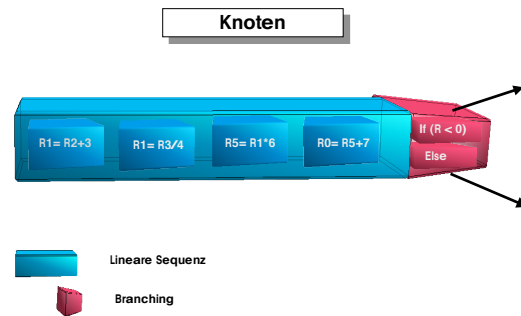 Knoten
R1= R2+3
R1= R3/4
R5= R1*6
R0= R5+7
If (R < 0)
Else
Lineare Sequenz
Branching